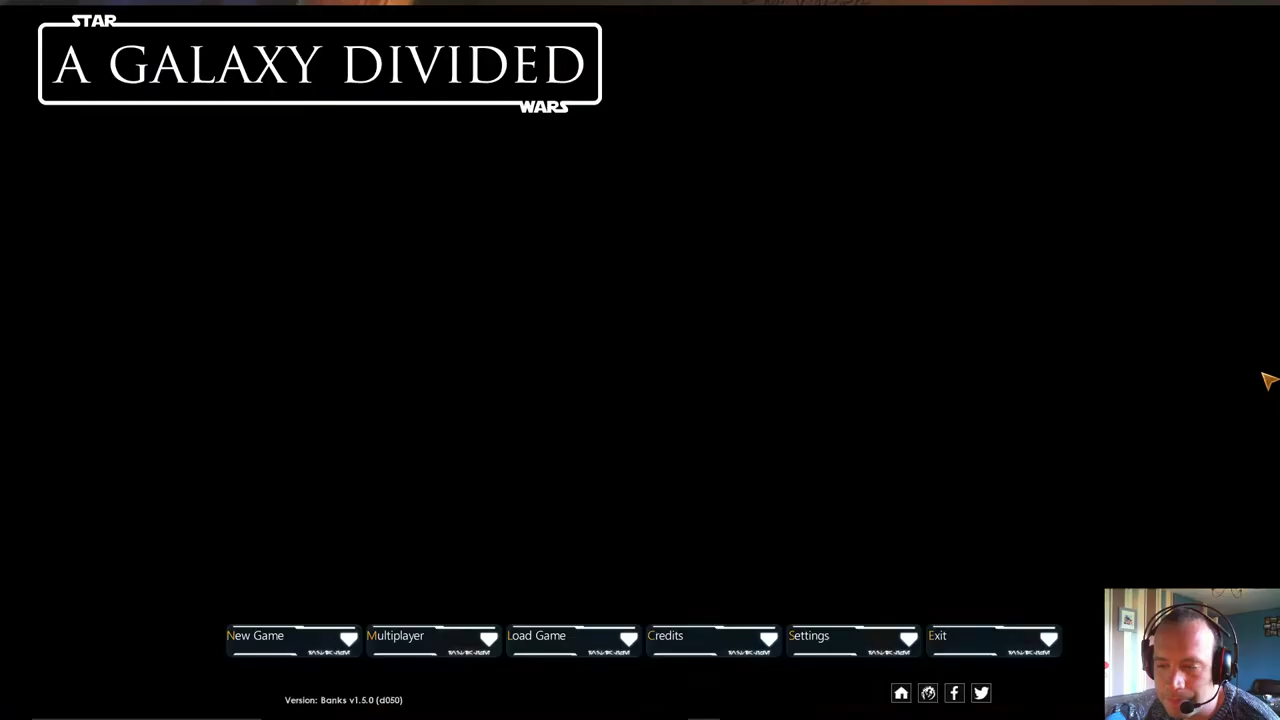 STAR
A GALAXY DIVIDED
WARS
New Game
Multiplayer
Load Game
Credits
Settings
Exit
Version: Banks v1.5.0 (d050)